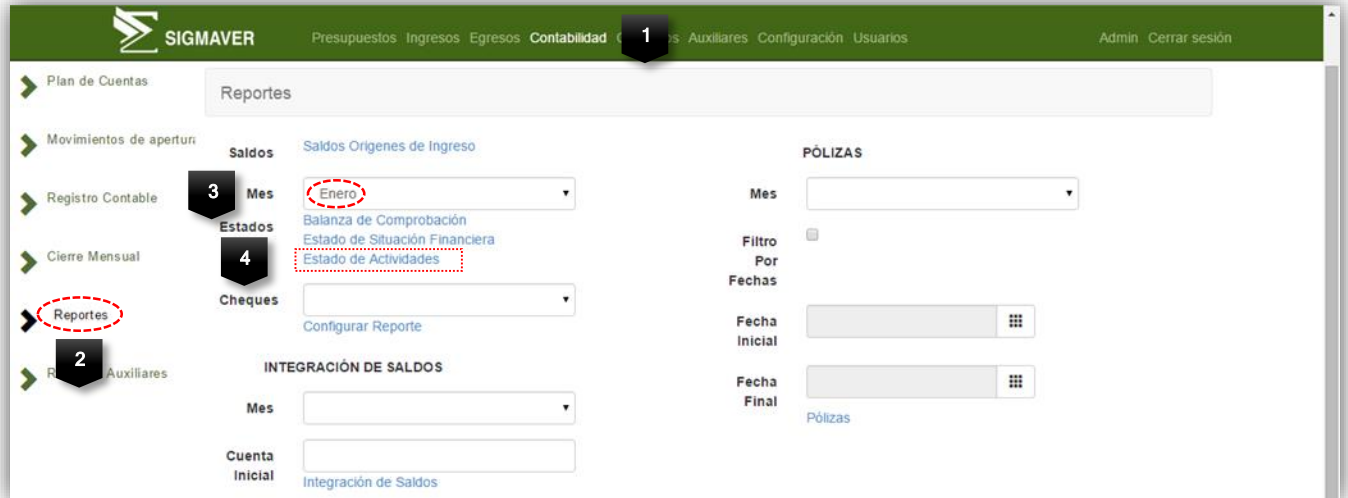 SIGMAVER
Presupuestos Ingresos Egresos Contabilidad 1 Auxiliares Configuración Usuarios
Admin Cerrar sesión
Plan de Cuentas
Movimientos de apertura
Registro Contable
Cierre Mensual
Reportes
2
Auxiliares
Reportes
Saldos
Saldos Origenes de Ingreso
3
Mes
Enero
Estados
Balanza de Comprobación
Estado de Situación Financiera
4
Estado de Actividades
Cheques
Configurar Reporte
INTEGRACIÓN DE SALDOS
Mes
Cuenta
Inicial
Integración de Saldos
PÓLIZAS
Mes
Filtro
Por
Fechas
Fecha
Inicial
Fecha
Final
Pólizas